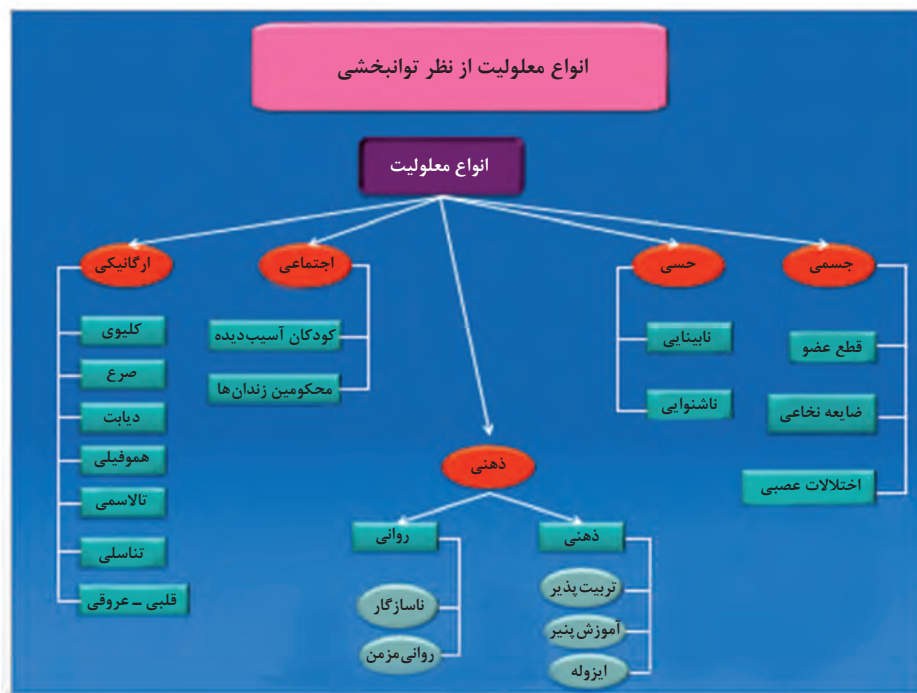 انواع معلولیت از نظر توانبخشی
انواع معلولیت
جسمی
قطع عضو
ضایعه نخاعی
اختلالات عصبی
حسی
نابینایی
ناشنوایی
ذهنی
ذهنی
تربیت‌پذیر
آموزش‌پنیر
ایزوله
روانی
ناسازگار
روانی‌مزمن
اجتماعی
کودکان آسیب‌دیده
محکومین زندان‌ها
ارگانیکی
کلیوی
صرع
دیابت
هموفیلی
تالاسمی
تناسلی
قلبی ـ عروقی